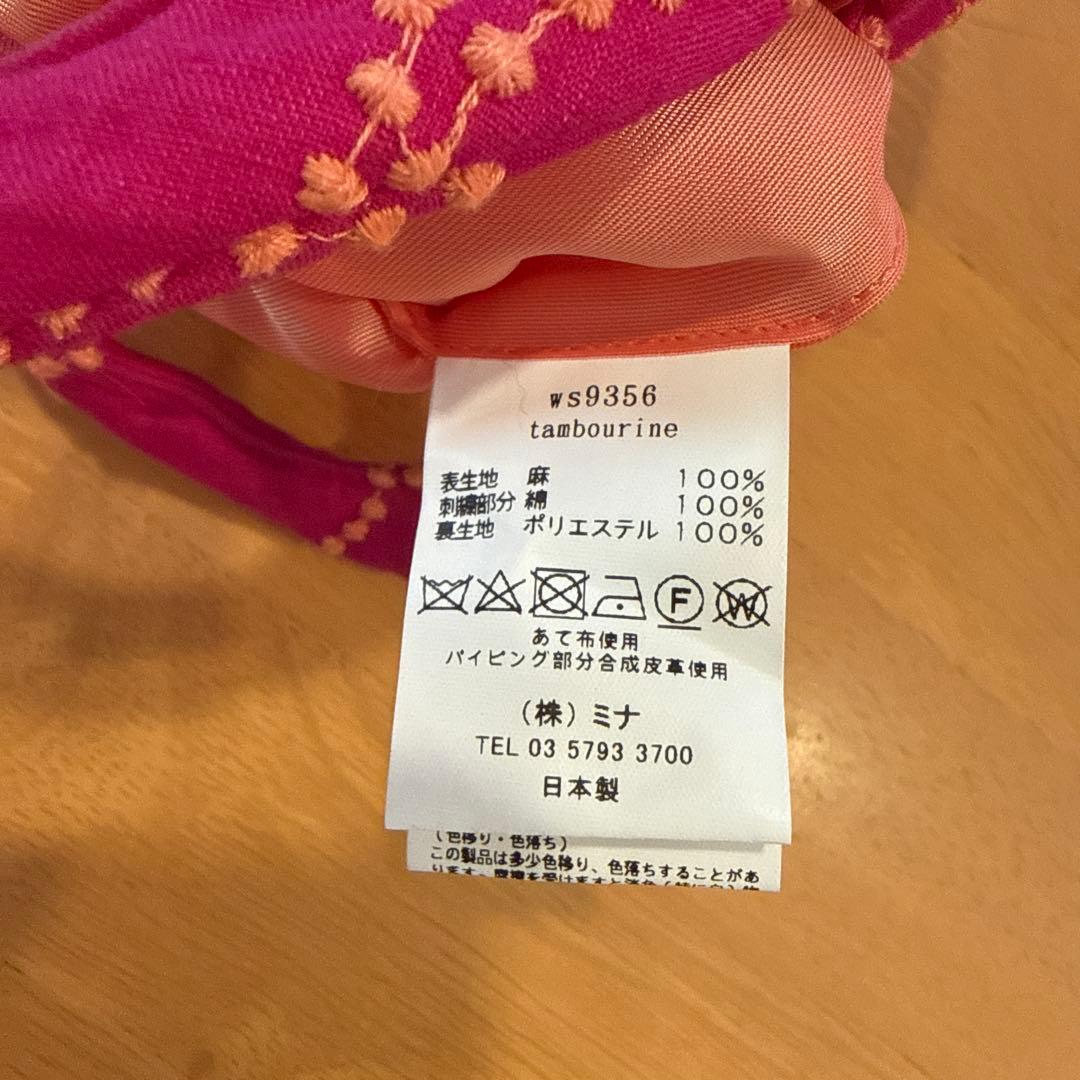 ws9356
tambourine
表生地 麻 100%
刺繍部分 綿 100%
裏生地 ポリエステル 100%
F W
あて布使用
パイピング部分合成皮革使用
(株)ミナ
TEL 03 5793 3700
日本製
(色移り・色落ち)
この製品は多少色移り、色落ちすることがあ
ります